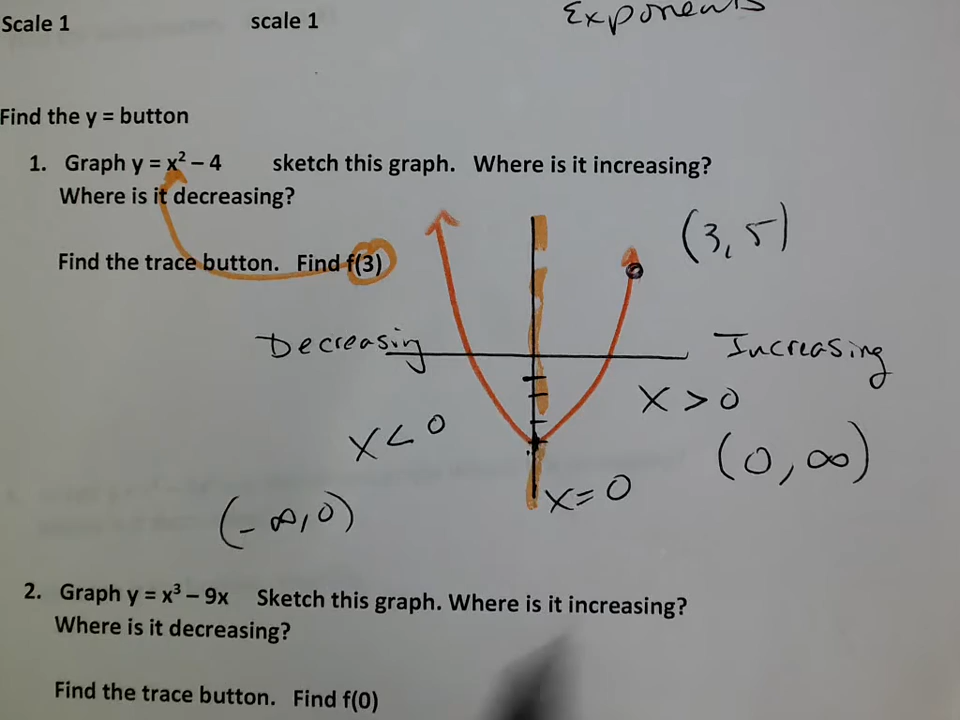 Exponents
Scale 1 scale 1
Find the y = button
1. Graph y = x² – 4 sketch this graph. Where is it increasing?
Where is it decreasing?
(3, 5)
Find the trace button. Find f(3)
Decreasing Increasing
x < 0 x > 0
(0, ∞)
(-∞, 0) x = 0
2. Graph y = x³ – 9x Sketch this graph. Where is it increasing?
Where is it decreasing?
Find the trace button. Find f(0)